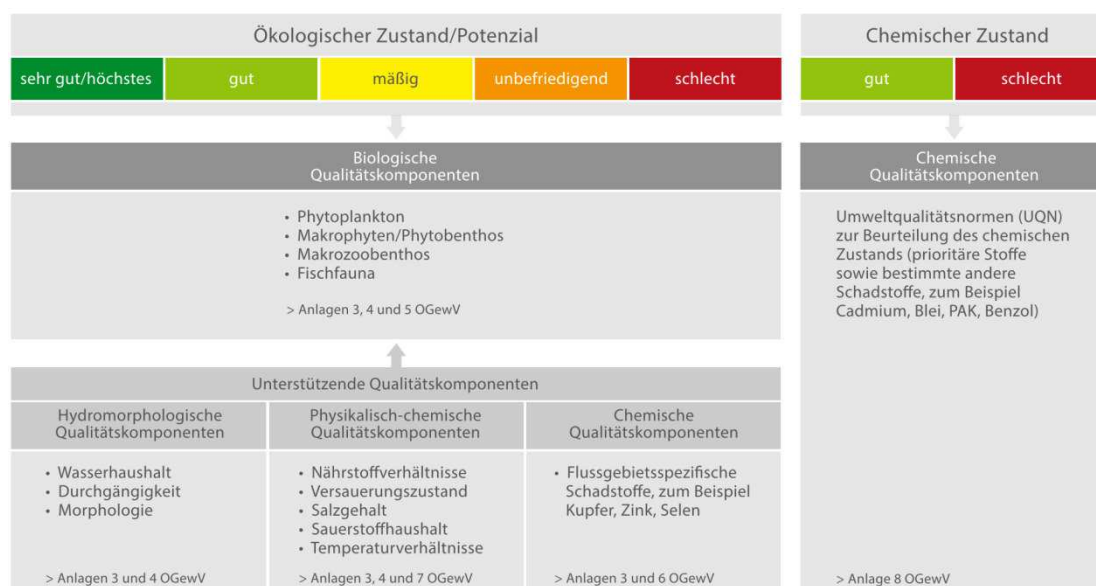 Ökologischer Zustand/Potenzial
sehr gut/höchstes
gut
mäßig
unbefriedigend
schlecht
Biologische
Qualitätskomponenten
• Phytoplankton
• Makrophyten/Phytobenthos
• Makrozoobenthos
• Fischfauna
> Anlagen 3, 4 und 5 OGewV
Unterstützende Qualitätskomponenten
Hydromorphologische
Qualitätskomponenten
• Wasserhaushalt
• Durchgängigkeit
• Morphologie
> Anlagen 3 und 4 OGewV
Physikalisch-chemische
Qualitätskomponenten
• Nährstoffverhältnisse
• Versauerungszustand
• Salzgehalt
• Sauerstoffhaushalt
• Temperaturverhältnisse
> Anlagen 3, 4 und 7 OGewV
Chemische
Qualitätskomponenten
• Flussgebietsspezifische
Schadstoffe, zum Beispiel
Kupfer, Zink, Selen
> Anlagen 3 und 6 OGewV
Chemischer Zustand
gut
schlecht
Chemische
Qualitätskomponenten
Umweltqualitätsnormen (UQN)
zur Beurteilung des chemischen
Zustands (prioritäre Stoffe
sowie bestimmte andere
Schadstoffe, zum Beispiel
Cadmium, Blei, PAK, Benzol)
> Anlage 8 OGewV